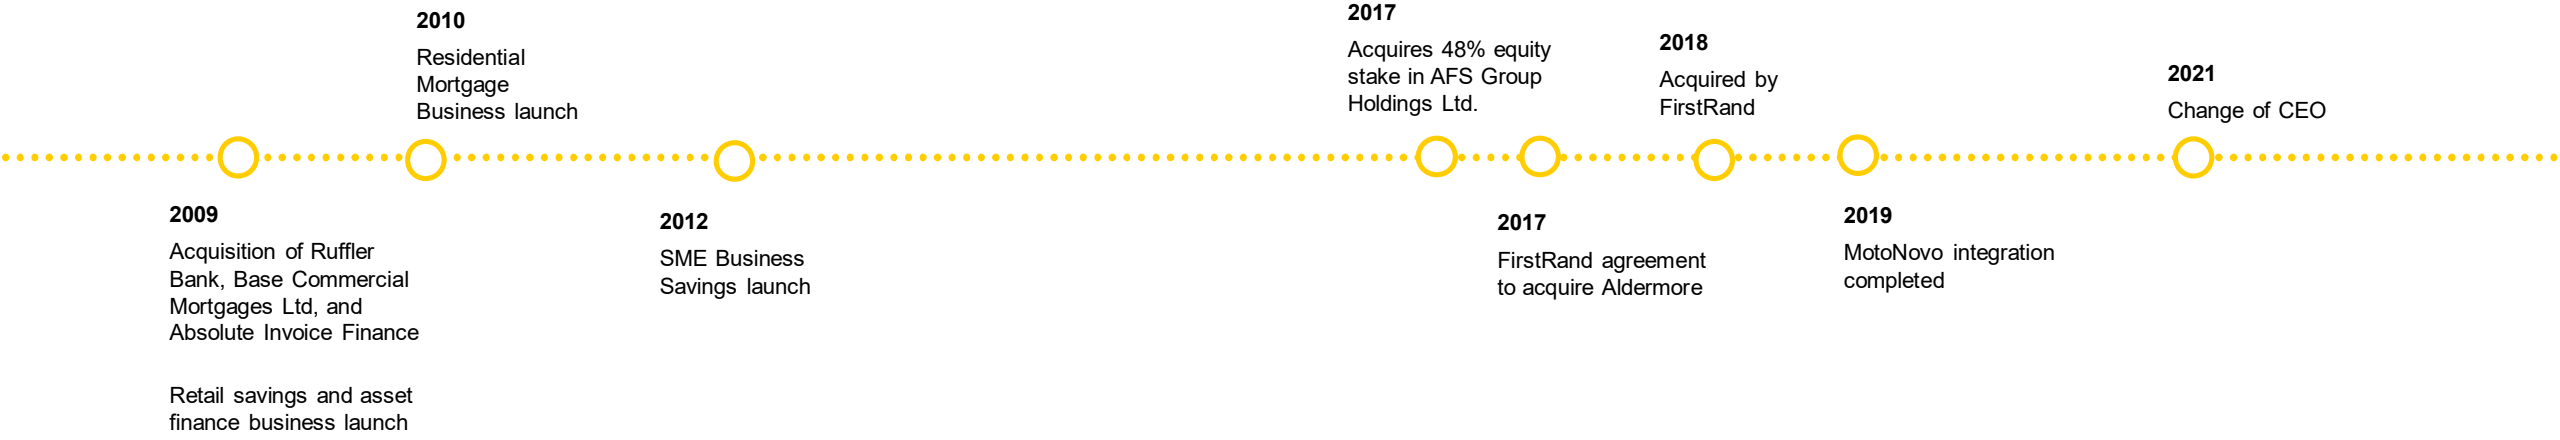 2009
Acquisition of Ruffler
Bank, Base Commercial
Mortgages Ltd, and
Absolute Invoice Finance
Retail savings and asset
finance business launch
2010
Residential
Mortgage
Business launch
2012
SME Business
Savings launch
2017
Acquires 48% equity
stake in AFS Group
Holdings Ltd.
2017
FirstRand agreement
to acquire Aldermore
2018
Acquired by
FirstRand
2019
MotoNovo integration
completed
2021
Change of CEO